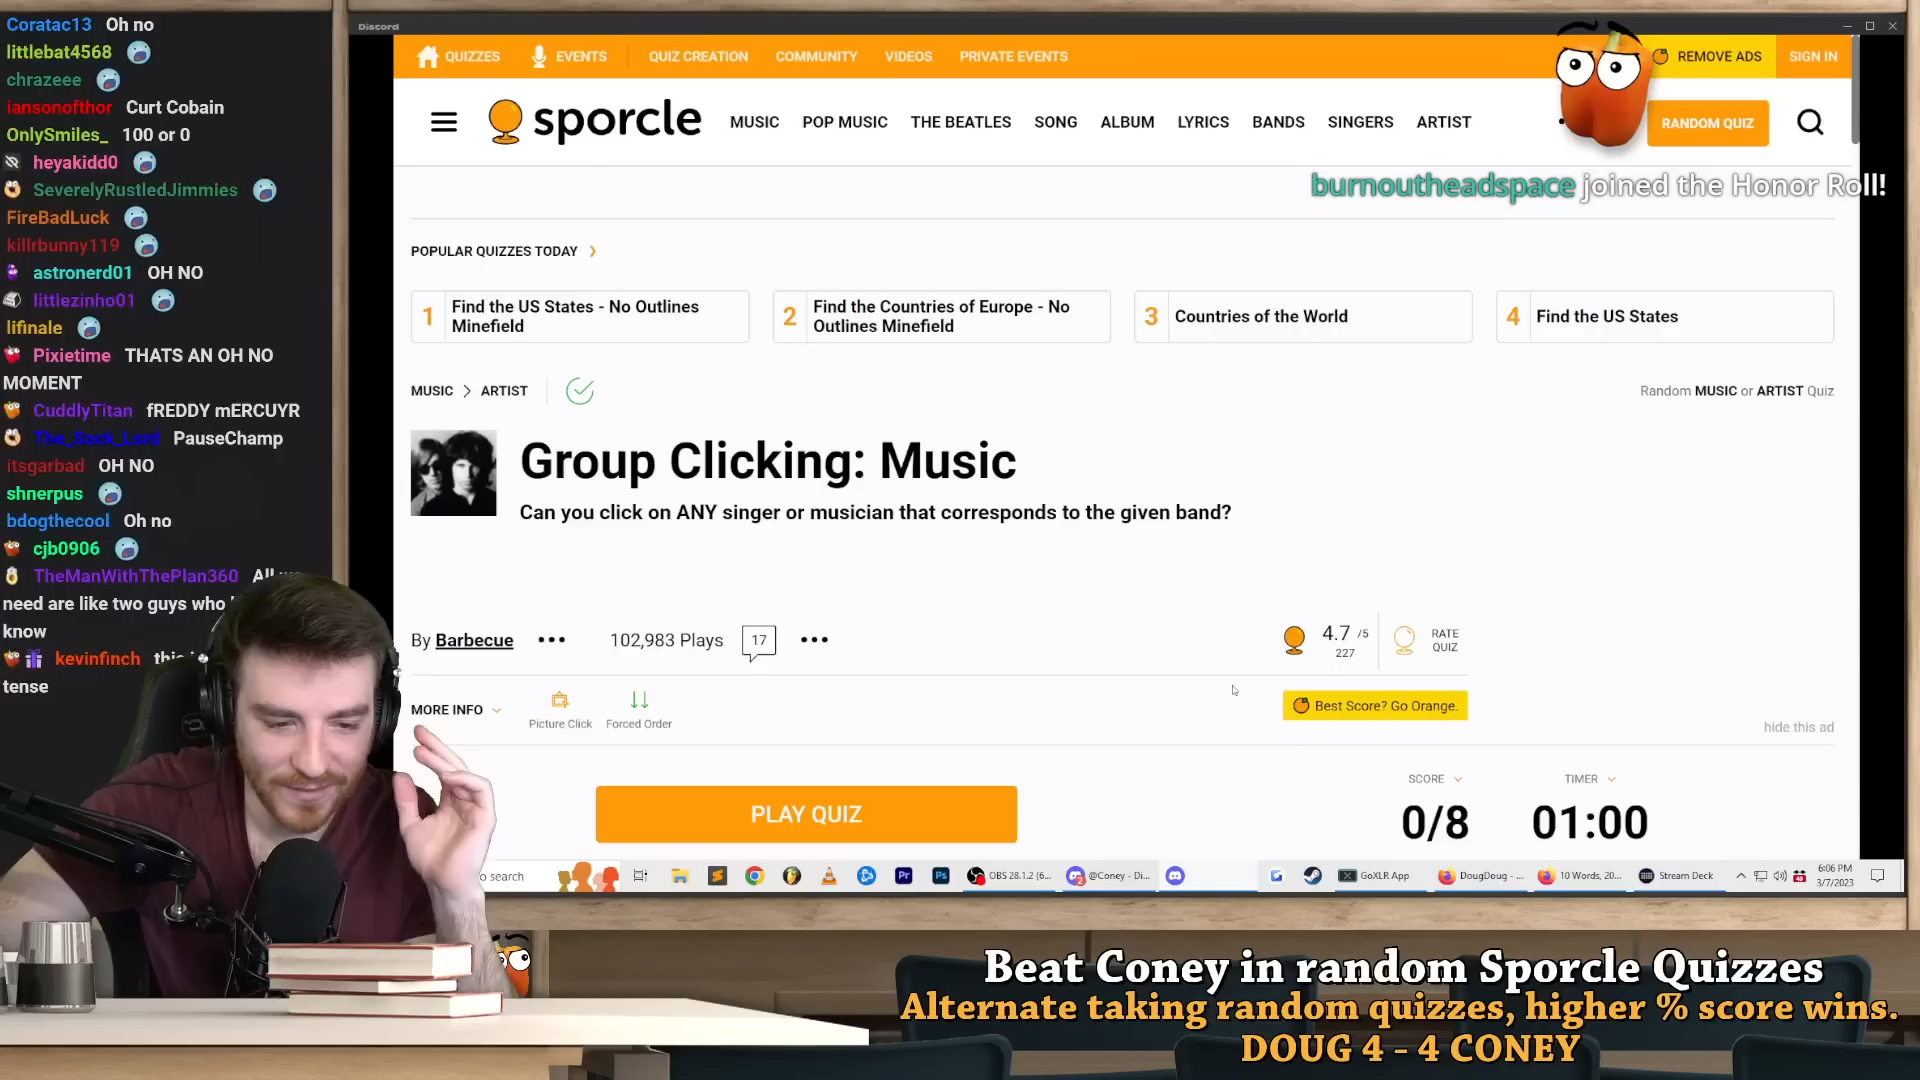 Coratac13 Oh no
littlebat4568
chrazeee
iansonofthor Curt Cobain
OnlySmiles_ 100 or 0
heyakidd0
SeverelyRustledJimmies
FireBadLuck
killrbunny119
astronerd01 OH NO
littlezinho01
lifinale
Pixietime THATS AN OH NO
MOMENT
CuddlyTitan fREDDY mERCUYR
The_Sock_Lord PauseChamp
itsgarbad OH NO
shnerpus
bdogthecool Oh no
cjb0906
TheManWithThePlan360 All
need are like two guys who
know
kevinfinch
tense
Discord
QUIZZES EVENTS QUIZ CREATION COMMUNITY VIDEOS PRIVATE EVENTS REMOVE ADS SIGN IN
sporcle MUSIC POP MUSIC THE BEATLES SONG ALBUM LYRICS BANDS SINGERS ARTIST RANDOM QUIZ
burnoutheadspace joined the Honor Roll!
POPULAR QUIZZES TODAY
1 Find the US States - No Outlines
Minefield
2 Find the Countries of Europe - No
Outlines Minefield
3 Countries of the World
4 Find the US States
MUSIC > ARTIST
Random MUSIC or ARTIST Quiz
Group Clicking: Music
Can you click on ANY singer or musician that corresponds to the given band?
By Barbecue ••• 102,983 Plays 17 •••
4.7 /5
227
RATE
QUIZ
MORE INFO
Picture Click
Forced Order
Best Score? Go Orange.
hide this ad
PLAY QUIZ
SCORE
0/8
TIMER
01:00
o search
Pr
Ps
OBS 28.1.2 (6...
@Coney - Di...
GoXLR App
DougDoug - ...
10 Words, 20...
Stream Deck
6:06 PM
3/7/2023
Beat Coney in random Sporcle Quizzes
Alternate taking random quizzes, higher % score wins.
DOUG 4 - 4 CONEY